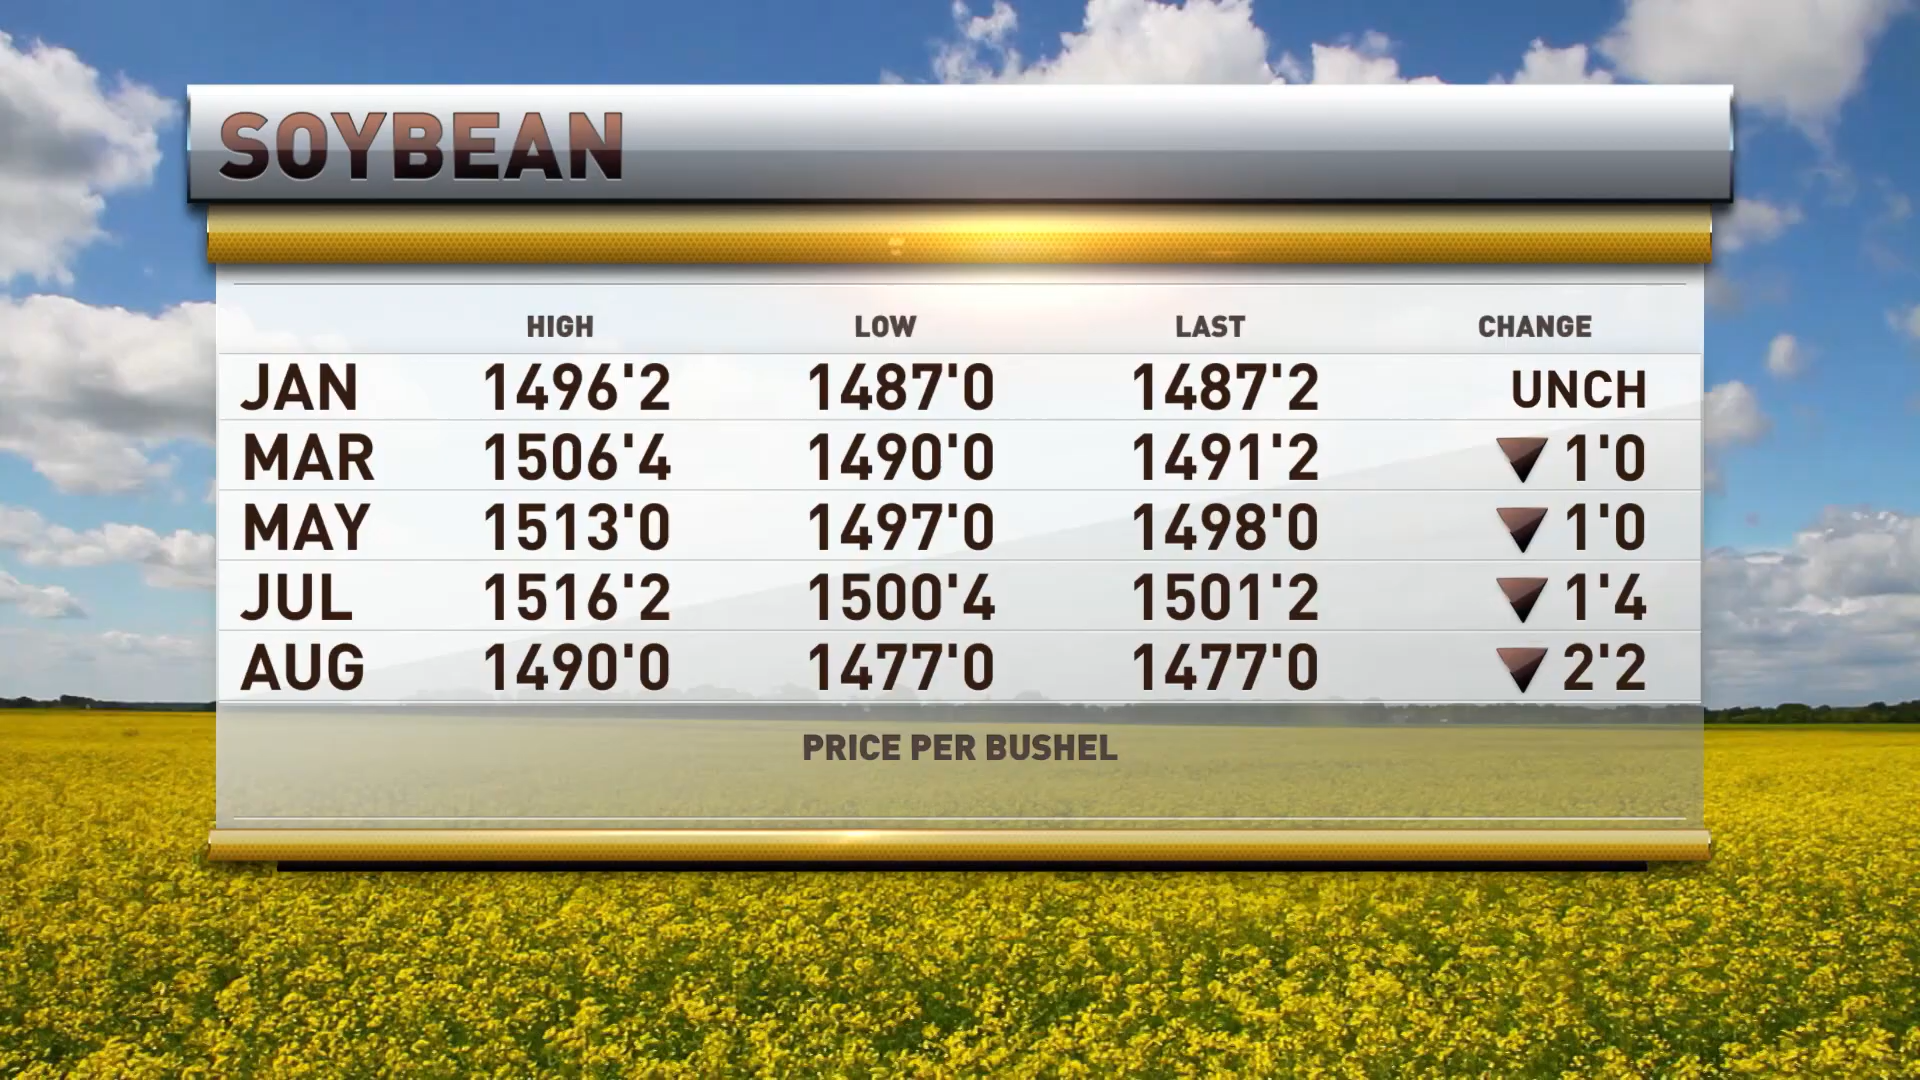 SOYBEAN
HIGH LOW LAST CHANGE
JAN 1496'2 1487'0 1487'2 UNCH
MAR 1506'4 1490'0 1491'2 ▼ 1'0
MAY 1513'0 1497'0 1498'0 ▼ 1'0
JUL 1516'2 1500'4 1501'2 ▼ 1'4
AUG 1490'0 1477'0 1477'0 ▼ 2'2
PRICE PER BUSHEL